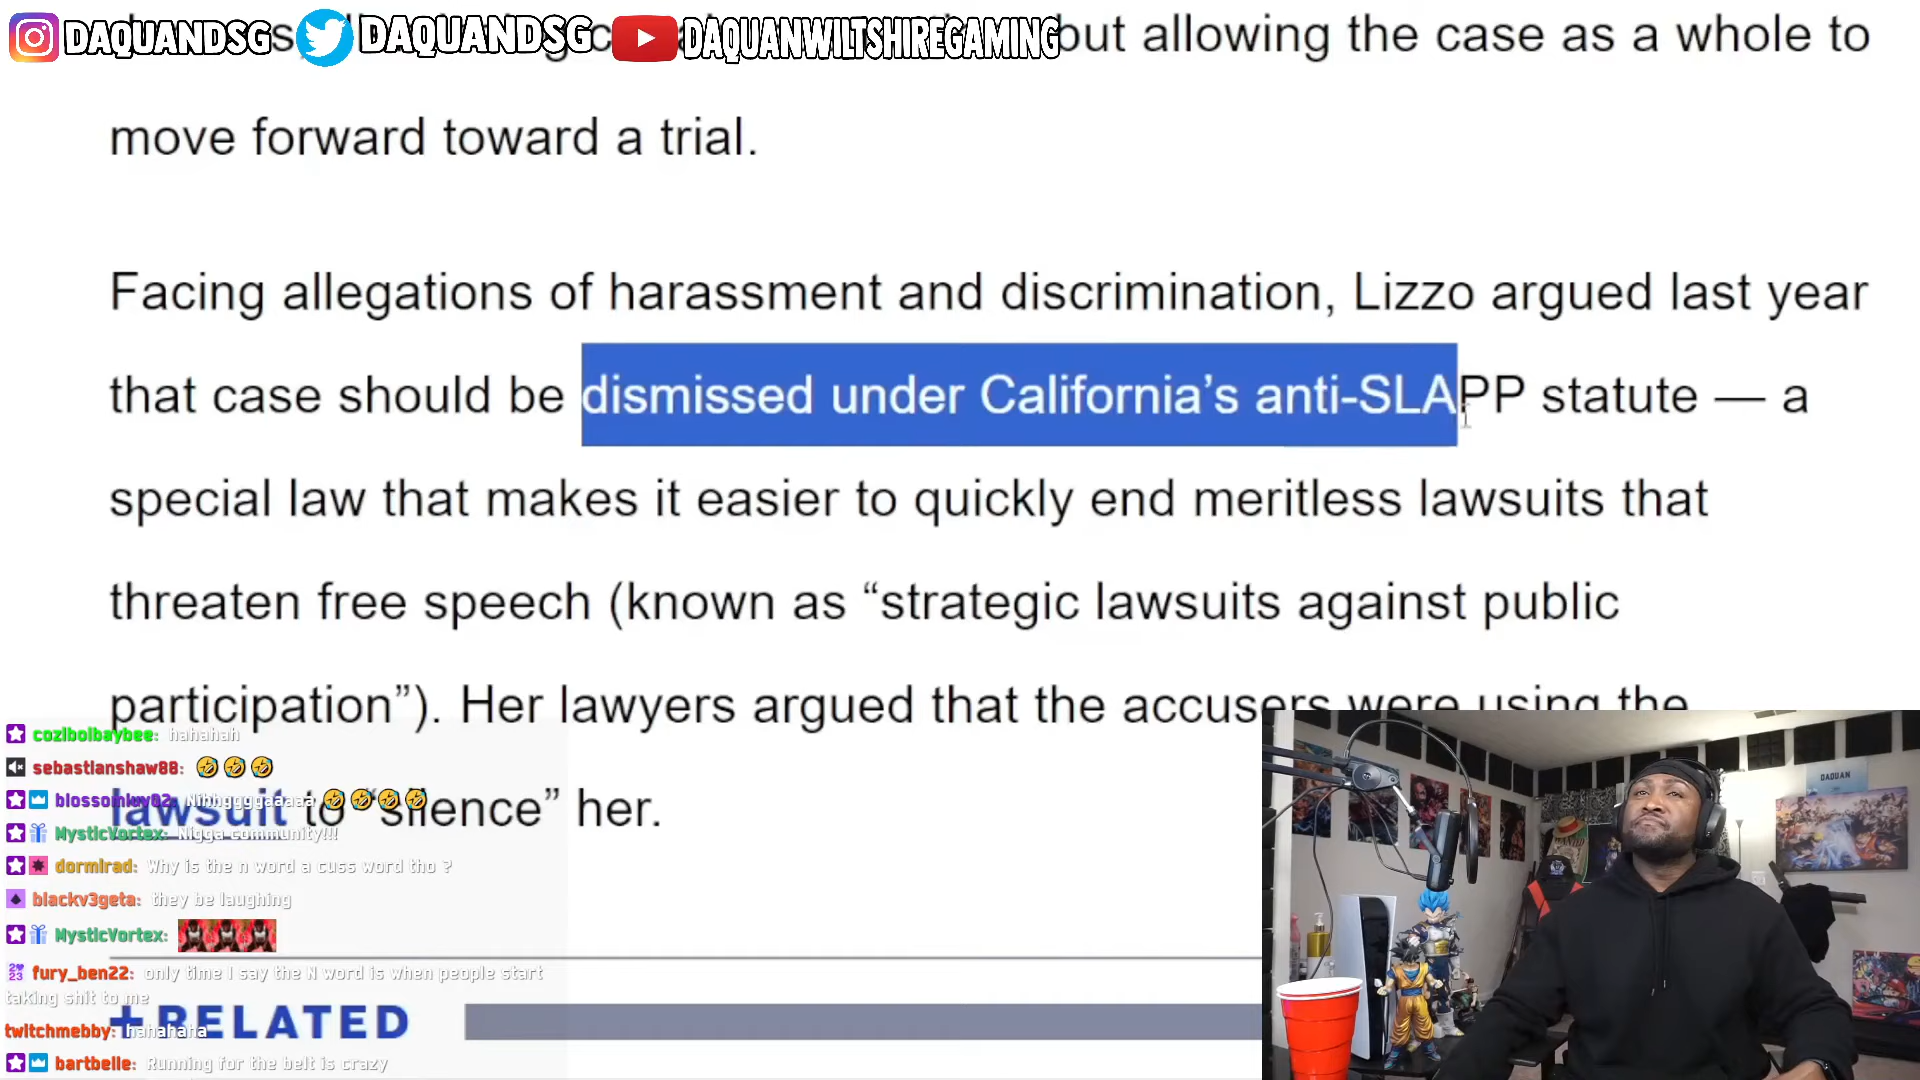 DAQUANDSG DAQUANDSG DAQUANWILTSHIREGAMING but allowing the case as a whole to
move forward toward a trial.
Facing allegations of harassment and discrimination, Lizzo argued last year
that case should be dismissed under California’s anti-SLAPP statute — a
special law that makes it easier to quickly end meritless lawsuits that
threaten free speech (known as “strategic lawsuits against public
participation”). Her lawyers argued that the accusers were using the
lawsuit to “silence” her.
cozlbolbaybee: hahahah
sebastianshaw88: 🤣 🤣 🤣
MysticVortex: Nigga community!!!
dormirad: Why is the n word a cuss word tho ?
blackv3geta: they be laughing
MysticVortex:
fury_ben22: only time I say the N word is when people start
taking shit to me
twitchmebby: hahahaha
bartbelle: Running for the belt is crazy
+RELATED
DAQUAN